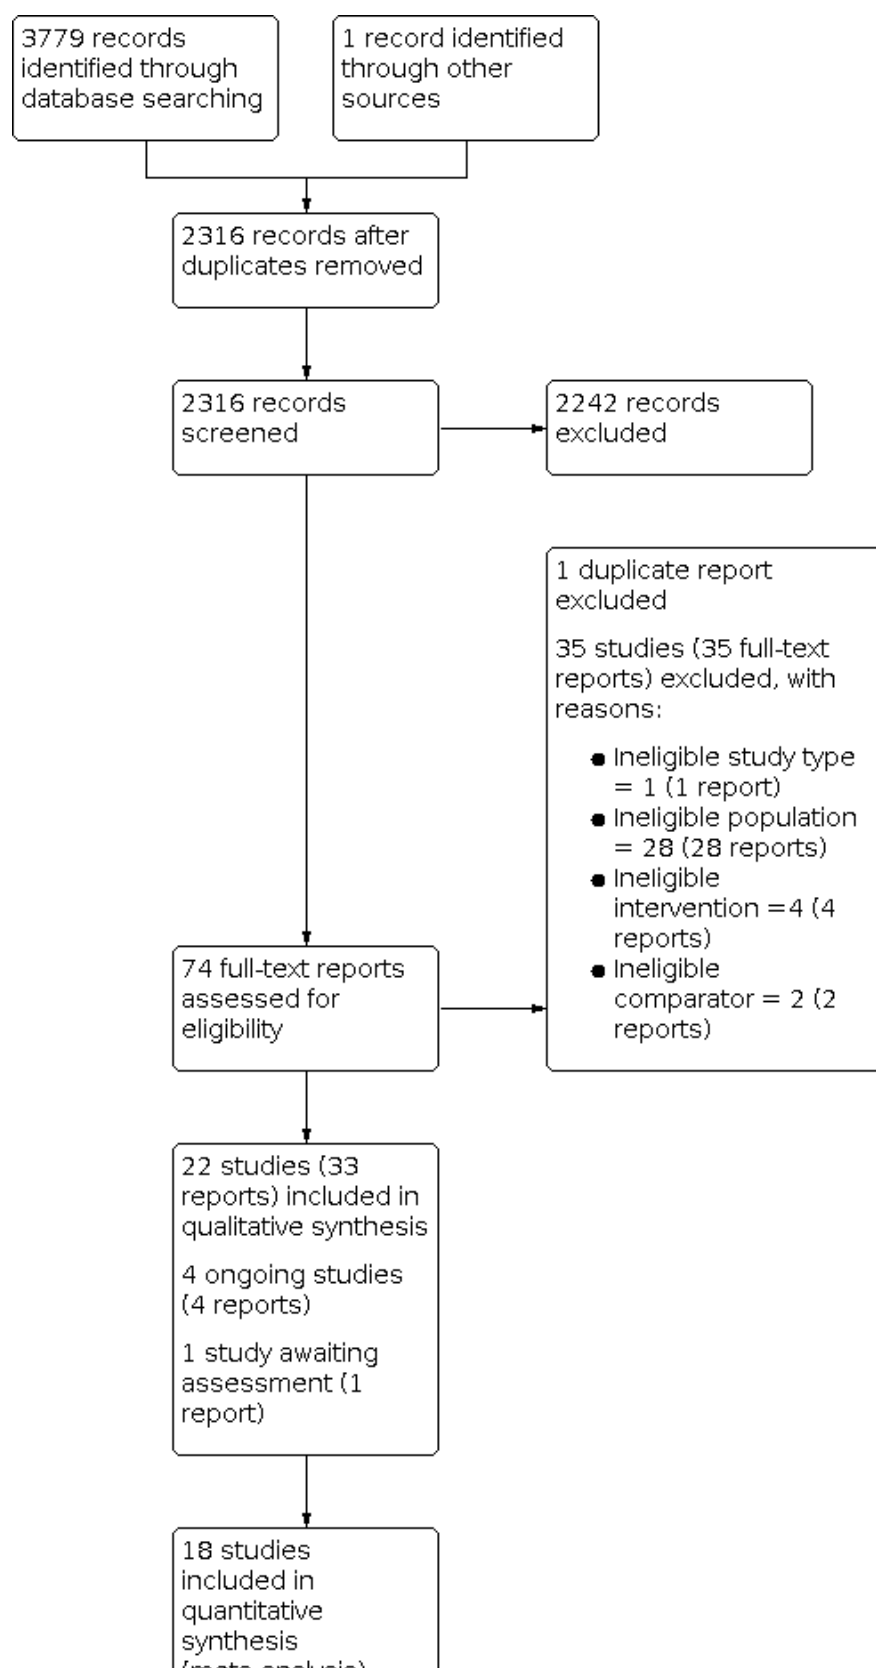 3779 records
identified through
database searching
1 record identified
through other
sources
2316 records after
duplicates removed
2316 records
screened
2242 records
excluded
1 duplicate report
excluded
35 studies (35 full-text
reports) excluded, with
reasons:
● Ineligible study type
= 1 (1 report)
● Ineligible population
= 28 (28 reports)
● Ineligible
intervention =4 (4
reports)
● Ineligible
comparator = 2 (2
reports)
74 full-text reports
assessed for
eligibility
22 studies (33
reports) included in
qualitative synthesis
4 ongoing studies
(4 reports)
1 study awaiting
assessment (1
report)
18 studies
included in
quantitative
synthesis
(meta-analysis)